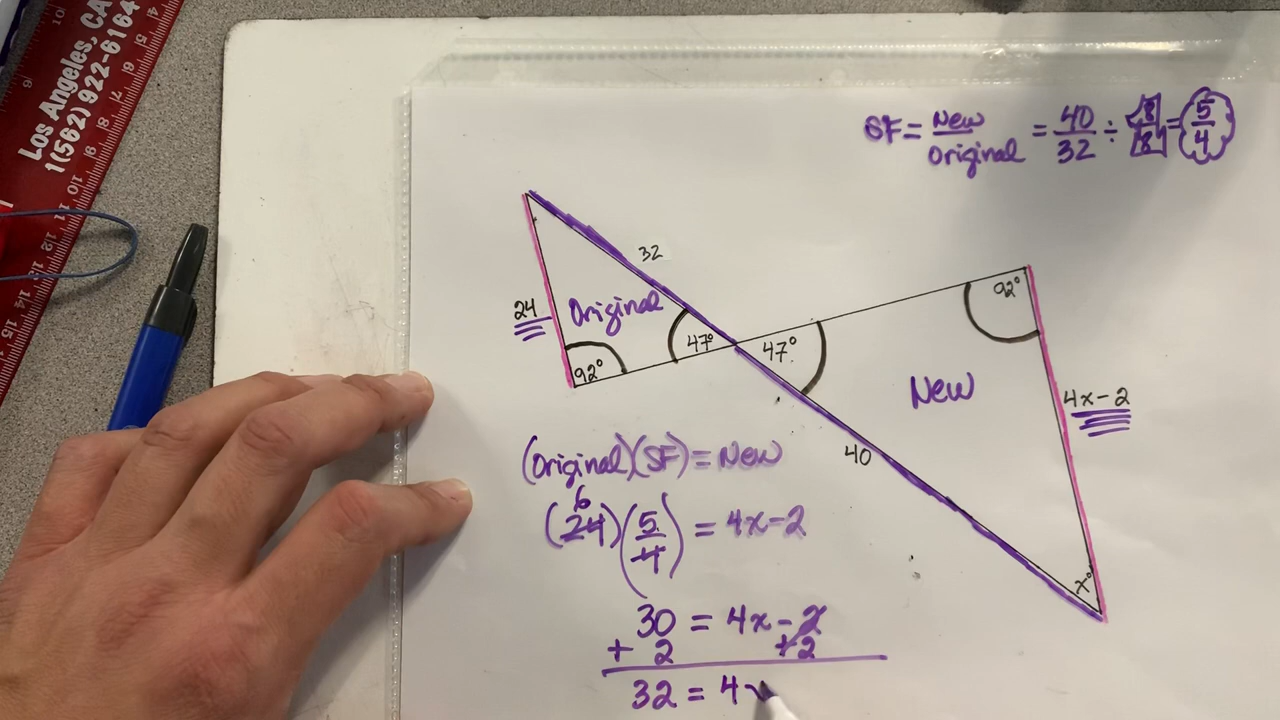 Los Angeles, CA
1(562) 922-6164
SF = New / Original = 40/32 ÷ 8/8 = 5/4
32
24
Original
92°
47°
47°
92°
New
4x-2
40
x°
(Original)(SF) = New
6
(24)(5/4) = 4x-2
30 = 4x-2
+ 2 +2
32 = 4x